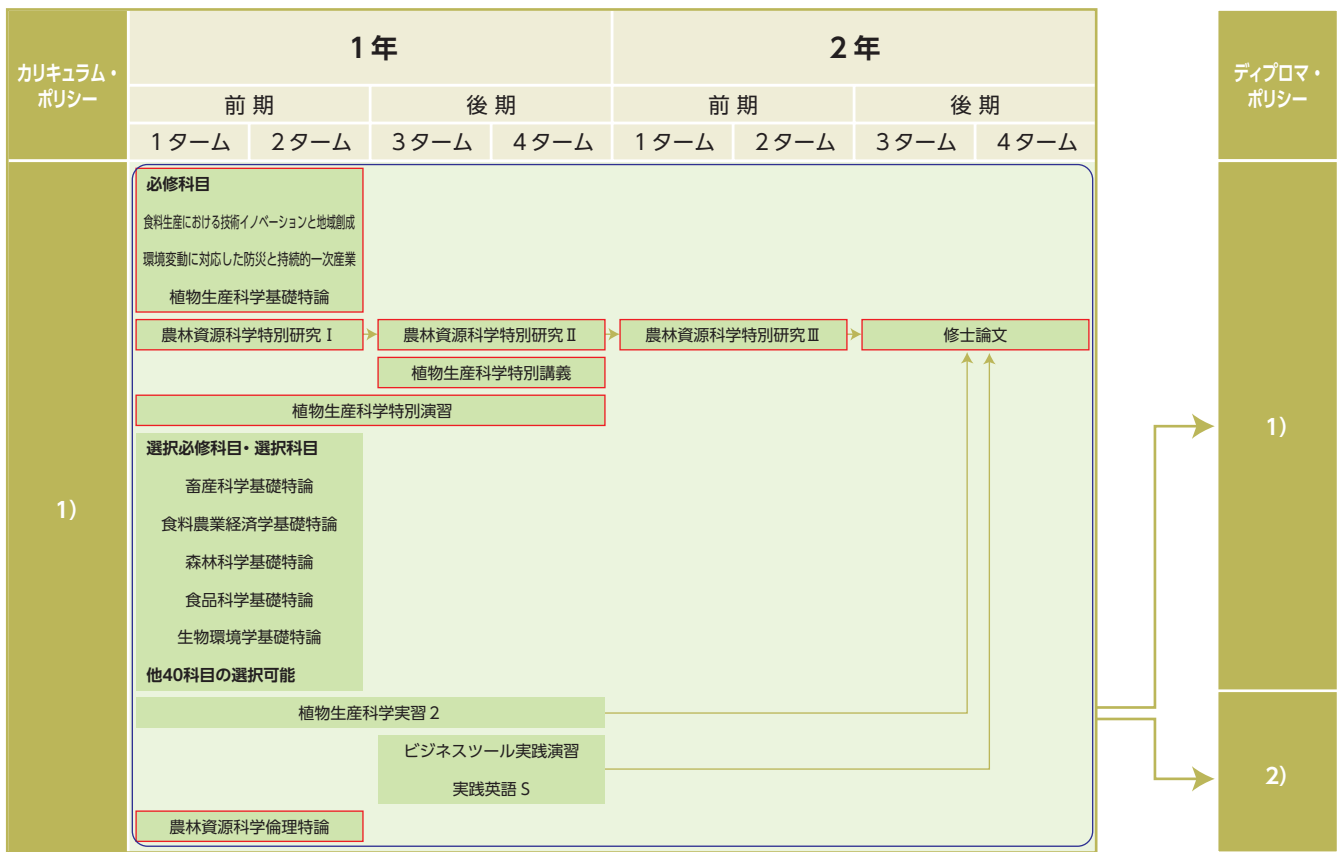 カリキュラム・
ポリシー
1年
2年
ディプロマ・
ポリシー
前 期
後 期
前 期
後 期
1ターム
2ターム
3ターム
4ターム
1ターム
2ターム
3ターム
4ターム
1）
必修科目
食料生産における技術イノベーションと地域創成
環境変動に対応した防災と持続的一次産業
植物生産科学基礎特論
農林資源科学特別研究Ⅰ
農林資源科学特別研究Ⅱ
農林資源科学特別研究Ⅲ
修士論文
植物生産科学特別講義
植物生産科学特別演習
選択必修科目・選択科目
畜産科学基礎特論
食料農業経済学基礎特論
森林科学基礎特論
食品科学基礎特論
生物環境学基礎特論
他40科目の選択可能
植物生産科学実習2
ビジネスツール実践演習
実践英語S
農林資源科学倫理特論
1）
2）